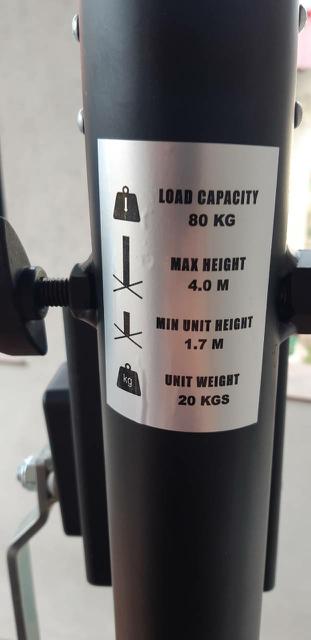 LOAD CAPACITY
80 KG
MAX HEIGHT
4.0 M
MIN UNIT HEIGHT
1.7 M
kg
UNIT WEIGHT
20 KGS